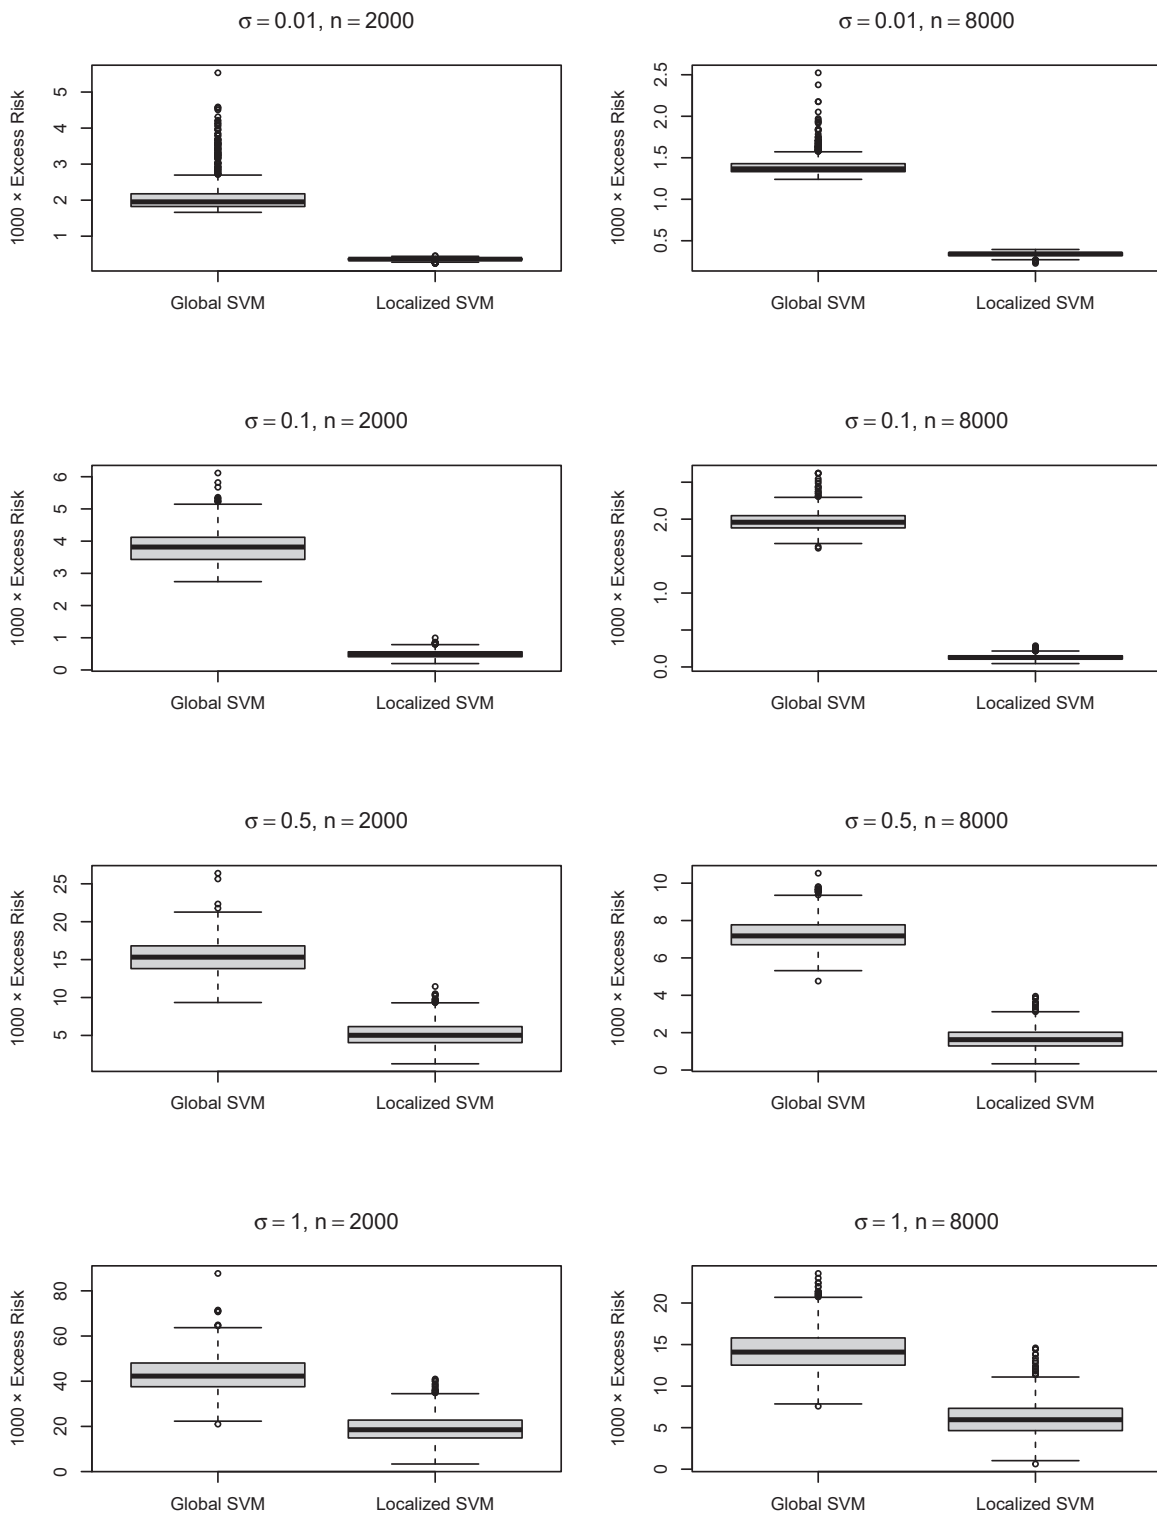 σ = 0.01, n = 2000
1000 × Excess Risk
5
4
3
2
1
Global SVM
Localized SVM
σ = 0.01, n = 8000
1000 × Excess Risk
2.5
2.0
1.5
1.0
0.5
Global SVM
Localized SVM
σ = 0.1, n = 2000
1000 × Excess Risk
6
5
4
3
2
1
0
Global SVM
Localized SVM
σ = 0.1, n = 8000
1000 × Excess Risk
2.0
1.0
0.0
Global SVM
Localized SVM
σ = 0.5, n = 2000
1000 × Excess Risk
25
20
15
10
5
Global SVM
Localized SVM
σ = 0.5, n = 8000
1000 × Excess Risk
10
8
6
4
2
0
Global SVM
Localized SVM
σ = 1, n = 2000
1000 × Excess Risk
80
60
40
20
0
Global SVM
Localized SVM
σ = 1, n = 8000
1000 × Excess Risk
20
15
10
5
0
Global SVM
Localized SVM